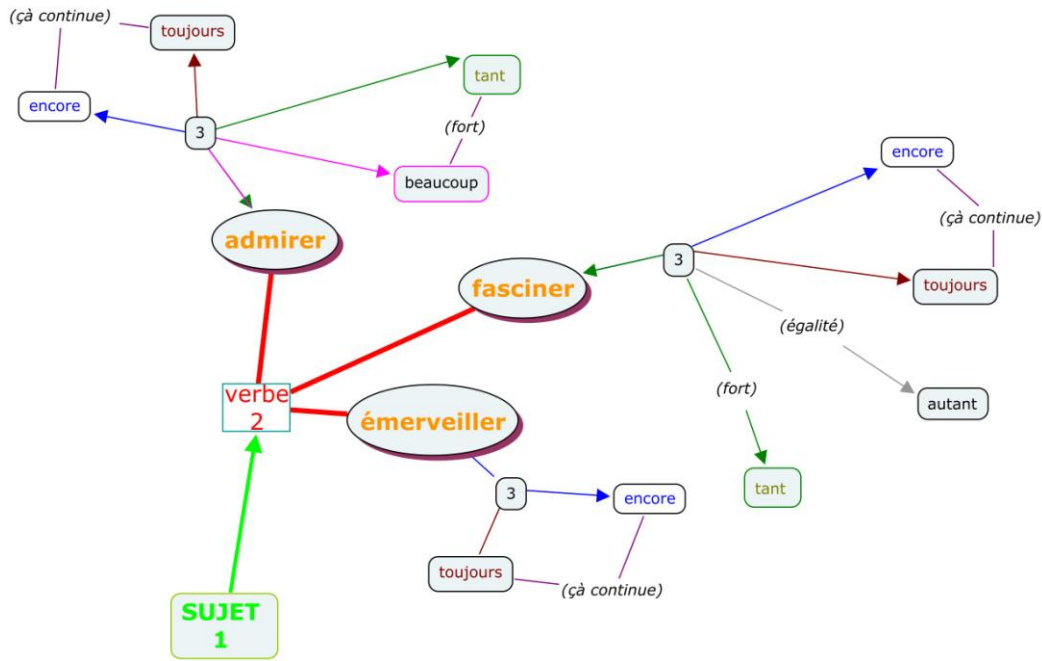 (çà continue)
toujours
encore
3
tant
(fort)
beaucoup
admirer
encore
(çà continue)
3
toujours
fasciner
(égalité)
(fort)
autant
tant
verbe
2
émerveiller
3
encore
toujours
(çà continue)
SUJET
1